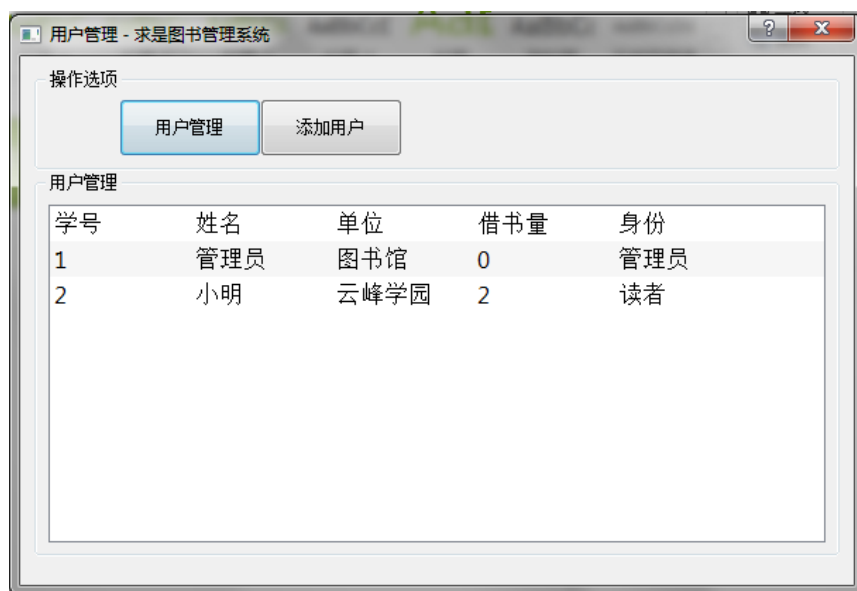 用户管理 - 求是图书管理系统
操作选项
用户管理 添加用户
用户管理
学号 姓名 单位 借书量 身份
1 管理员 图书馆 0 管理员
2 小明 云峰学园 2 读者